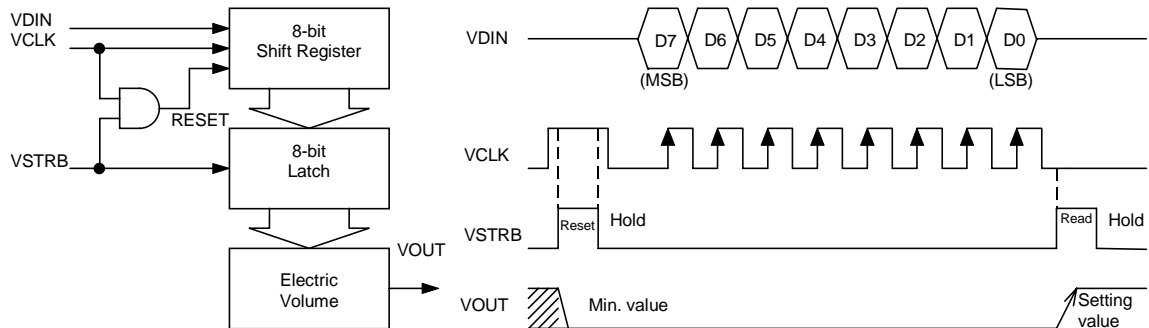 VDIN
VCLK
8-bit
Shift Register
RESET
VSTRB
8-bit
Latch
Electric
Volume
VOUT
VDIN
D7 D6 D5 D4 D3 D2 D1 D0
(MSB) (LSB)
VCLK
VSTRB
Reset Hold Read Hold
VOUT
Min. value
Setting
value